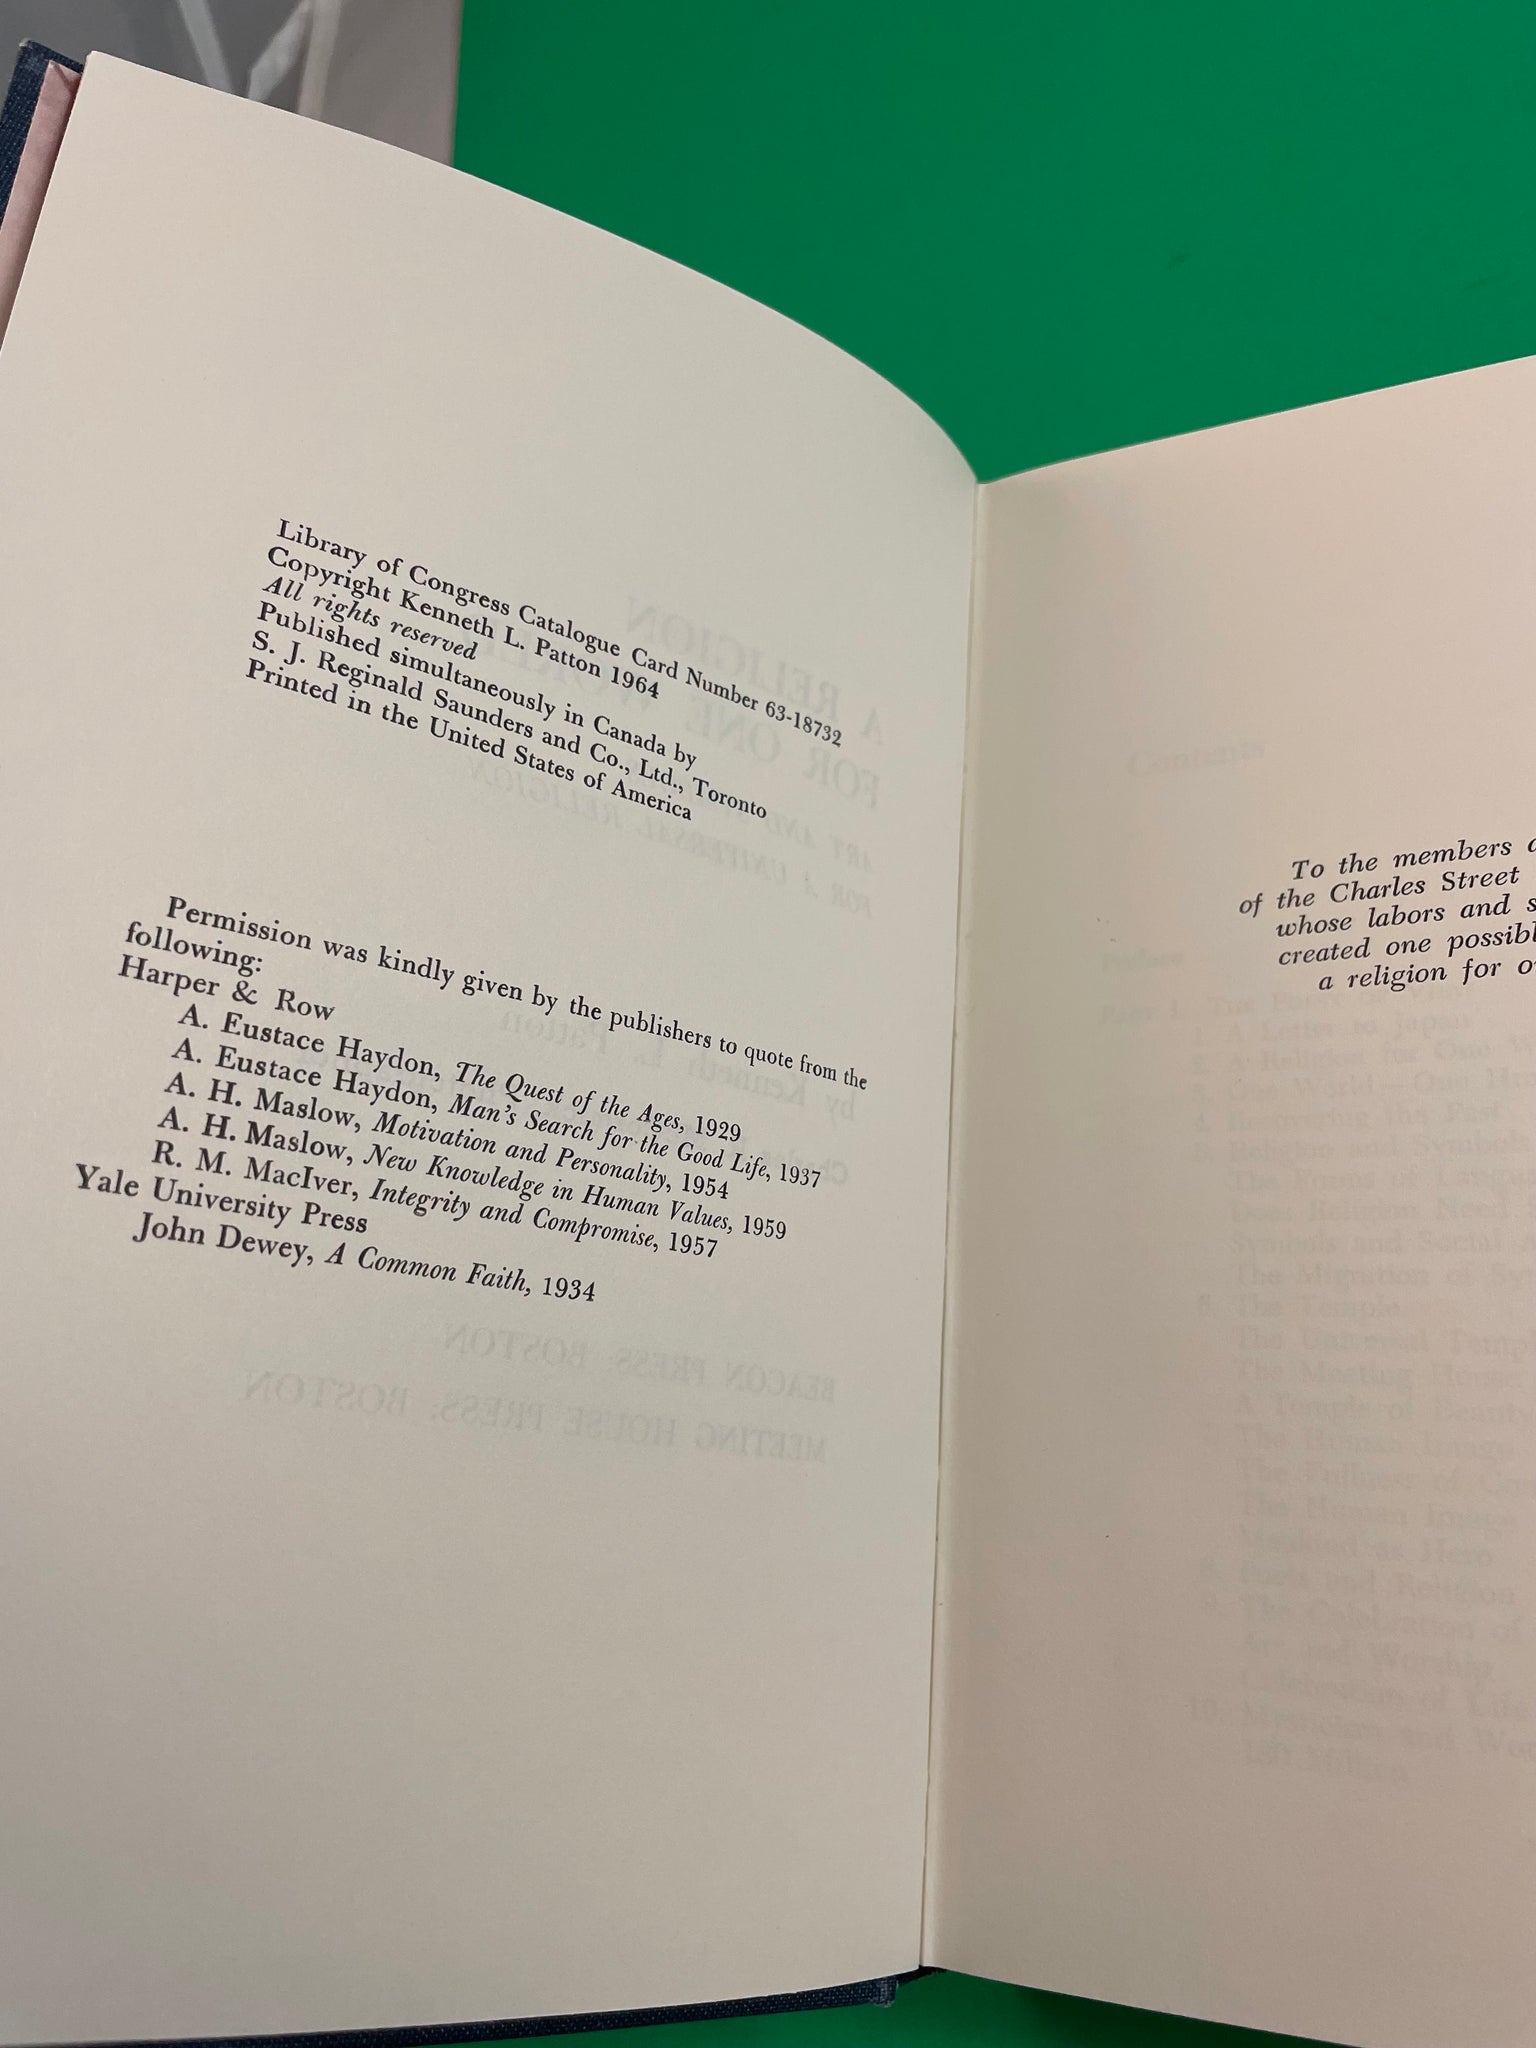 Library of Congress Catalogue Card Number 63-18732
Copyright Kenneth L. Patton 1964
All rights reserved
Published simultaneously in Canada by
S. J. Reginald Saunders and Co., Ltd., Toronto
Printed in the United States of America
Permission was kindly given by the publishers to quote from the
following:
Harper & Row
A. Eustace Haydon, The Quest of the Ages, 1929
A. Eustace Haydon, Man's Search for the Good Life, 1937
A. H. Maslow, Motivation and Personality, 1954
A. H. Maslow, New Knowledge in Human Values, 1959
R. M. MacIver, Integrity and Compromise, 1957
Yale University Press
John Dewey, A Common Faith, 1934
To the members
of the Charles Street
whose labors and
created one
a religion for